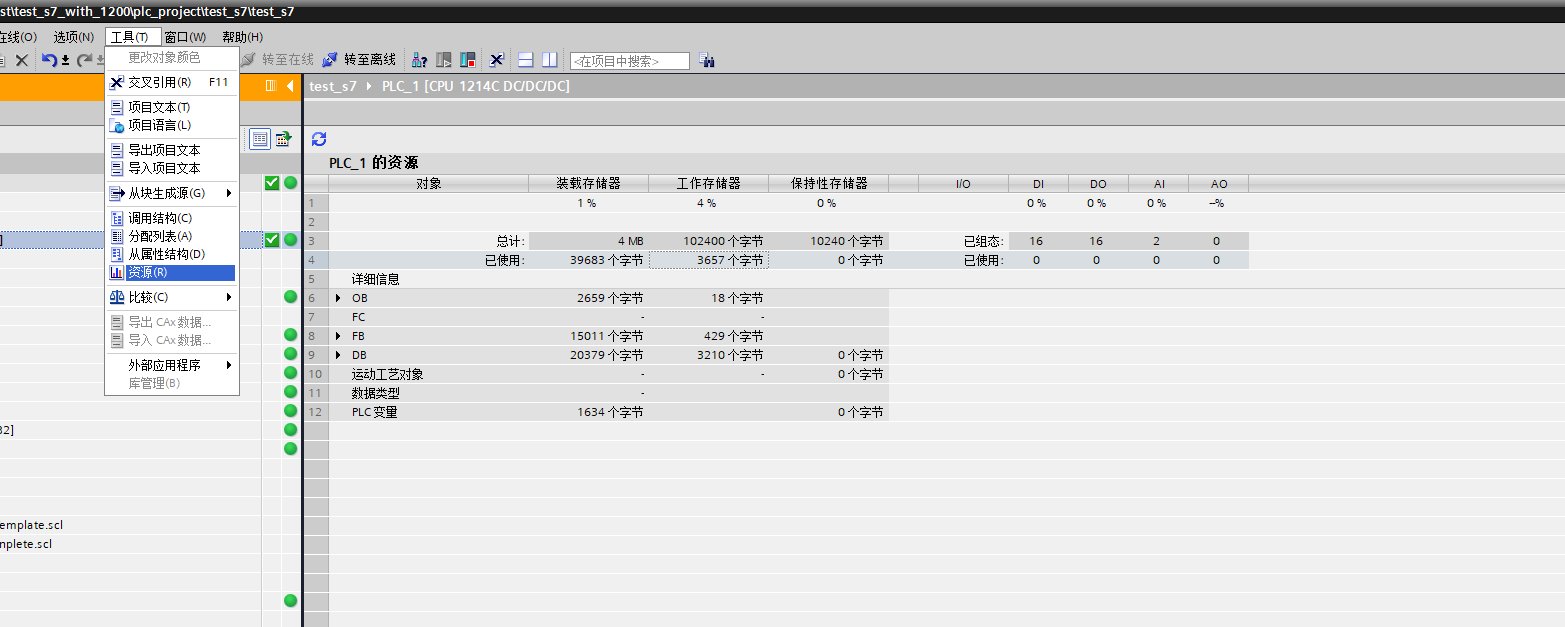 st\test_s7_with_1200\plc_project\test_s7\test_s7
在线(O) 选项(N) 工具(T) 窗口(W) 帮助(H)
转至在线 转至离线 <在项目中搜索>
更改对象颜色
交叉引用(R) F11
项目文本(T)
项目语言(L)
导出项目文本
导入项目文本
从块生成源(G)
调用结构(C)
分配列表(A)
从属性结构(D)
资源(R)
比较(C)
导出 CAx 数据...
导入 CAx 数据...
外部应用程序
库管理(B)
]
32]
emplate.scl
nplete.scl
test_s7 PLC_1 [CPU 1214C DC/DC/DC]
PLC_1 的资源
对象 装载存储器 工作存储器 保持性存储器 I/O DI DO AI AO
1 1 % 4 % 0 % 0 % 0 % 0 % --%
2
3 总计: 4 MB 102400 个字节 10240 个字节 已组态: 16 16 2 0
4 已使用: 39683 个字节 3657 个字节 0 个字节 已使用: 0 0 0 0
5 详细信息
6 OB 2659 个字节 18 个字节
7 FC - -
8 FB 15011 个字节 429 个字节
9 DB 20379 个字节 3210 个字节 0 个字节
10 运动工艺对象 - - 0 个字节
11 数据类型 -
12 PLC 变量 1634 个字节 0 个字节